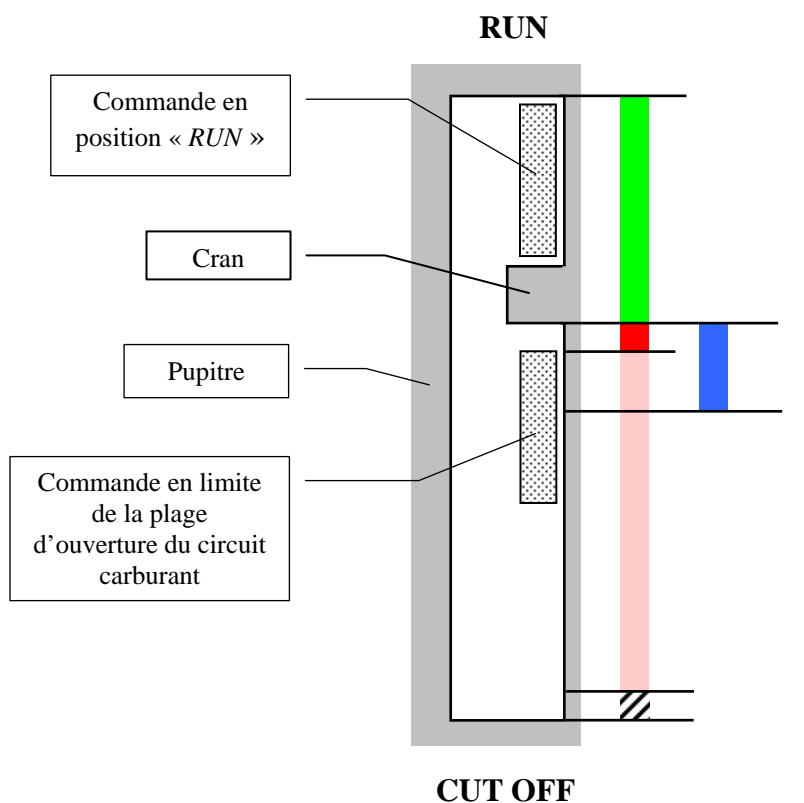 RUN
Commande en
position « RUN »
Cran
Pupitre
Commande en limite
de la plage
d’ouverture du circuit
carburant
CUT OFF